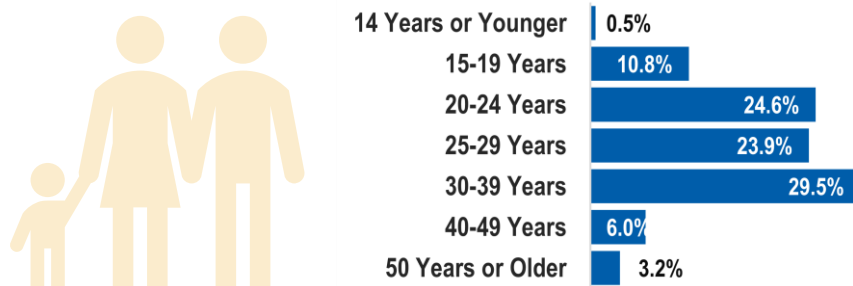 14 Years or Younger 0.5%
15-19 Years 10.8%
20-24 Years 24.6%
25-29 Years 23.9%
30-39 Years 29.5%
40-49 Years 6.0%
50 Years or Older 3.2%